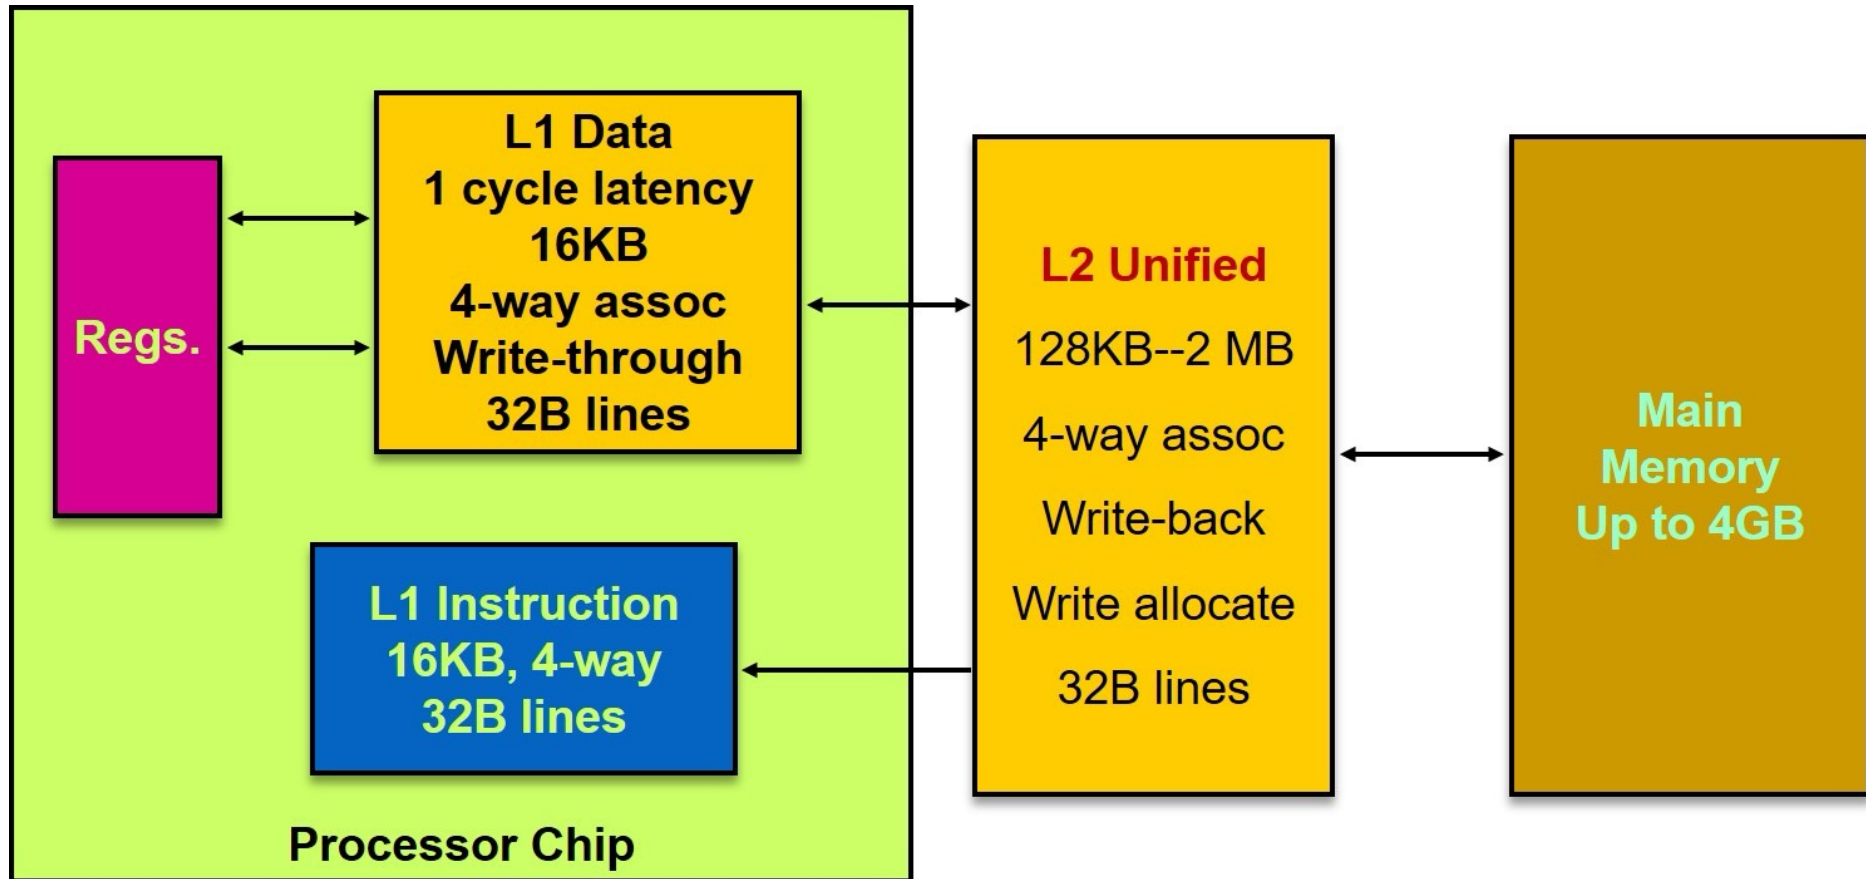 Regs.
L1 Data
1 cycle latency
16KB
4-way assoc
Write-through
32B lines
L1 Instruction
16KB, 4-way
32B lines
Processor Chip
L2 Unified
128KB--2 MB
4-way assoc
Write-back
Write allocate
32B lines
Main
Memory
Up to 4GB